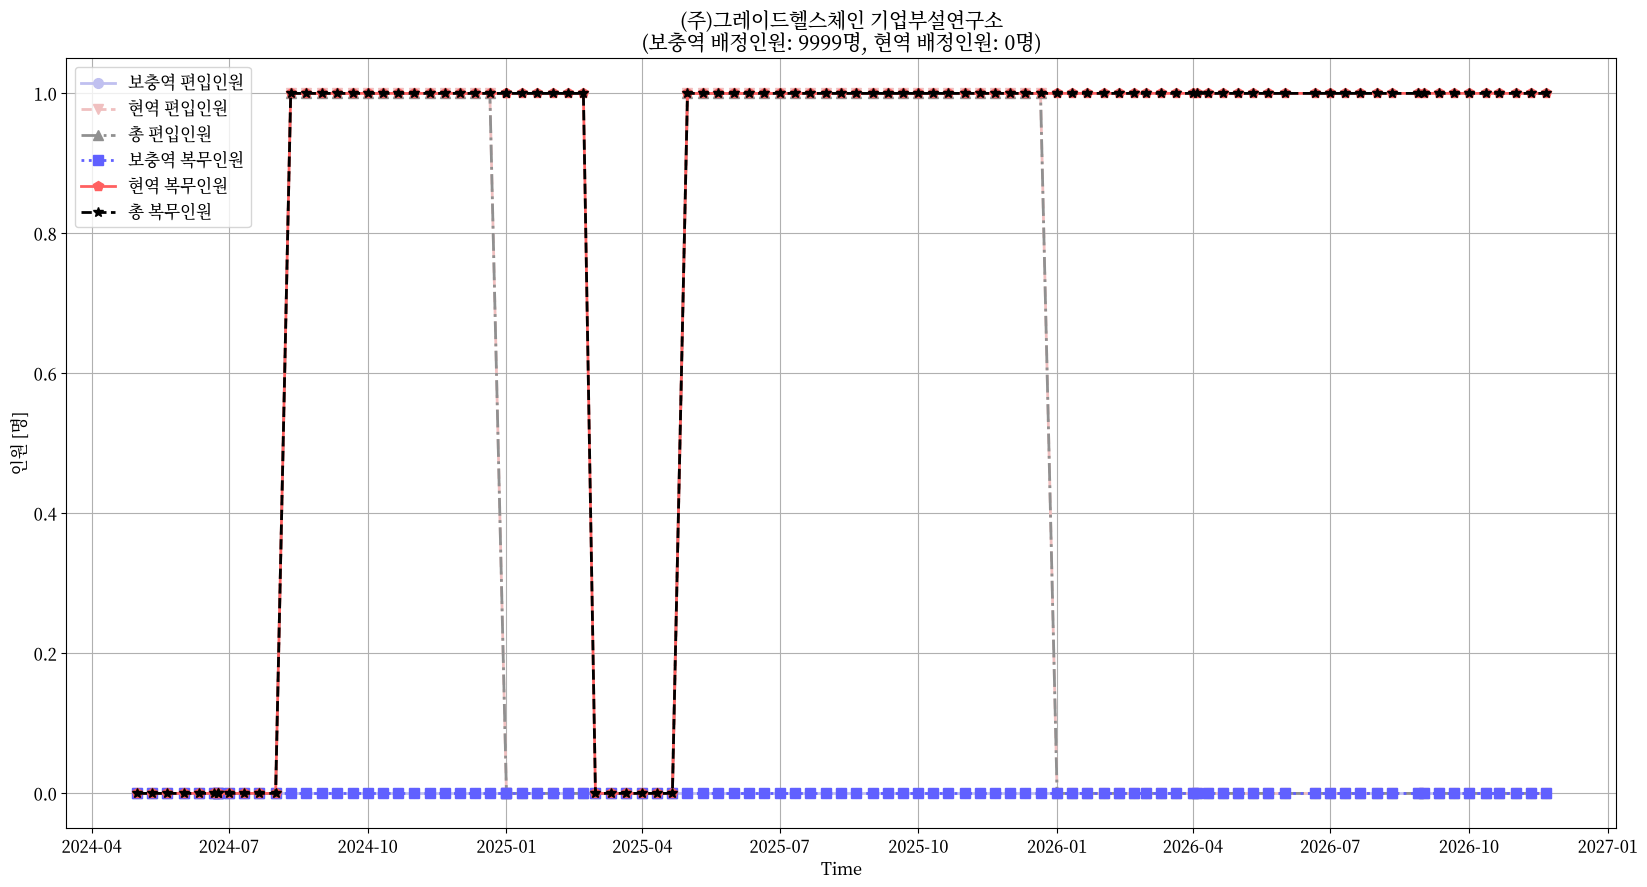 (주)그레이드헬스체인 기업부설연구소
(보충역 배정인원: 9999명, 현역 배정인원: 0명)
보충역 편입인원
현역 편입인원
총 편입인원
보충역 복무인원
현역 복무인원
총 복무인원
인원 [명]
1.0
0.8
0.6
0.4
0.2
0.0
2024-04
2024-07
2024-10
2025-01
2025-04
2025-07
2025-10
2026-01
2026-04
2026-07
2026-10
2027-01
Time